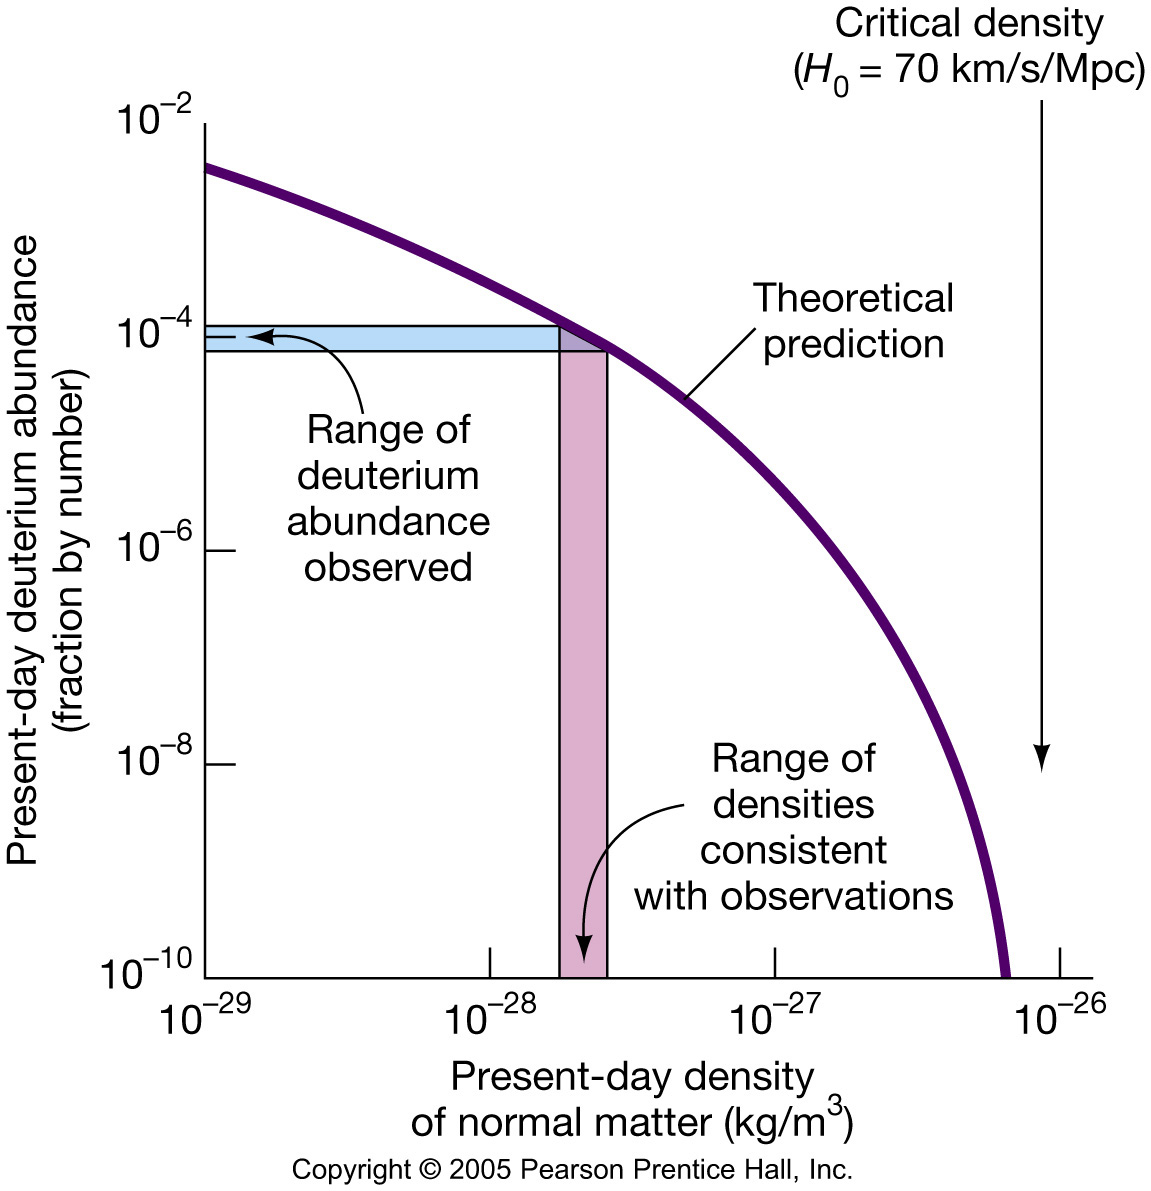 Critical density
(H₀ = 70 km/s/Mpc)
10⁻²
Theoretical
prediction
10⁻⁴
Range of
deuterium
abundance
observed
Present-day deuterium abundance
(fraction by number)
10⁻⁶
10⁻⁸
Range of
densities
consistent
with observations
10⁻¹⁰
10⁻²⁹ 10⁻²⁸ 10⁻²⁷ 10⁻²⁶
Present-day density
of normal matter (kg/m³)
Copyright © 2005 Pearson Prentice Hall, Inc.